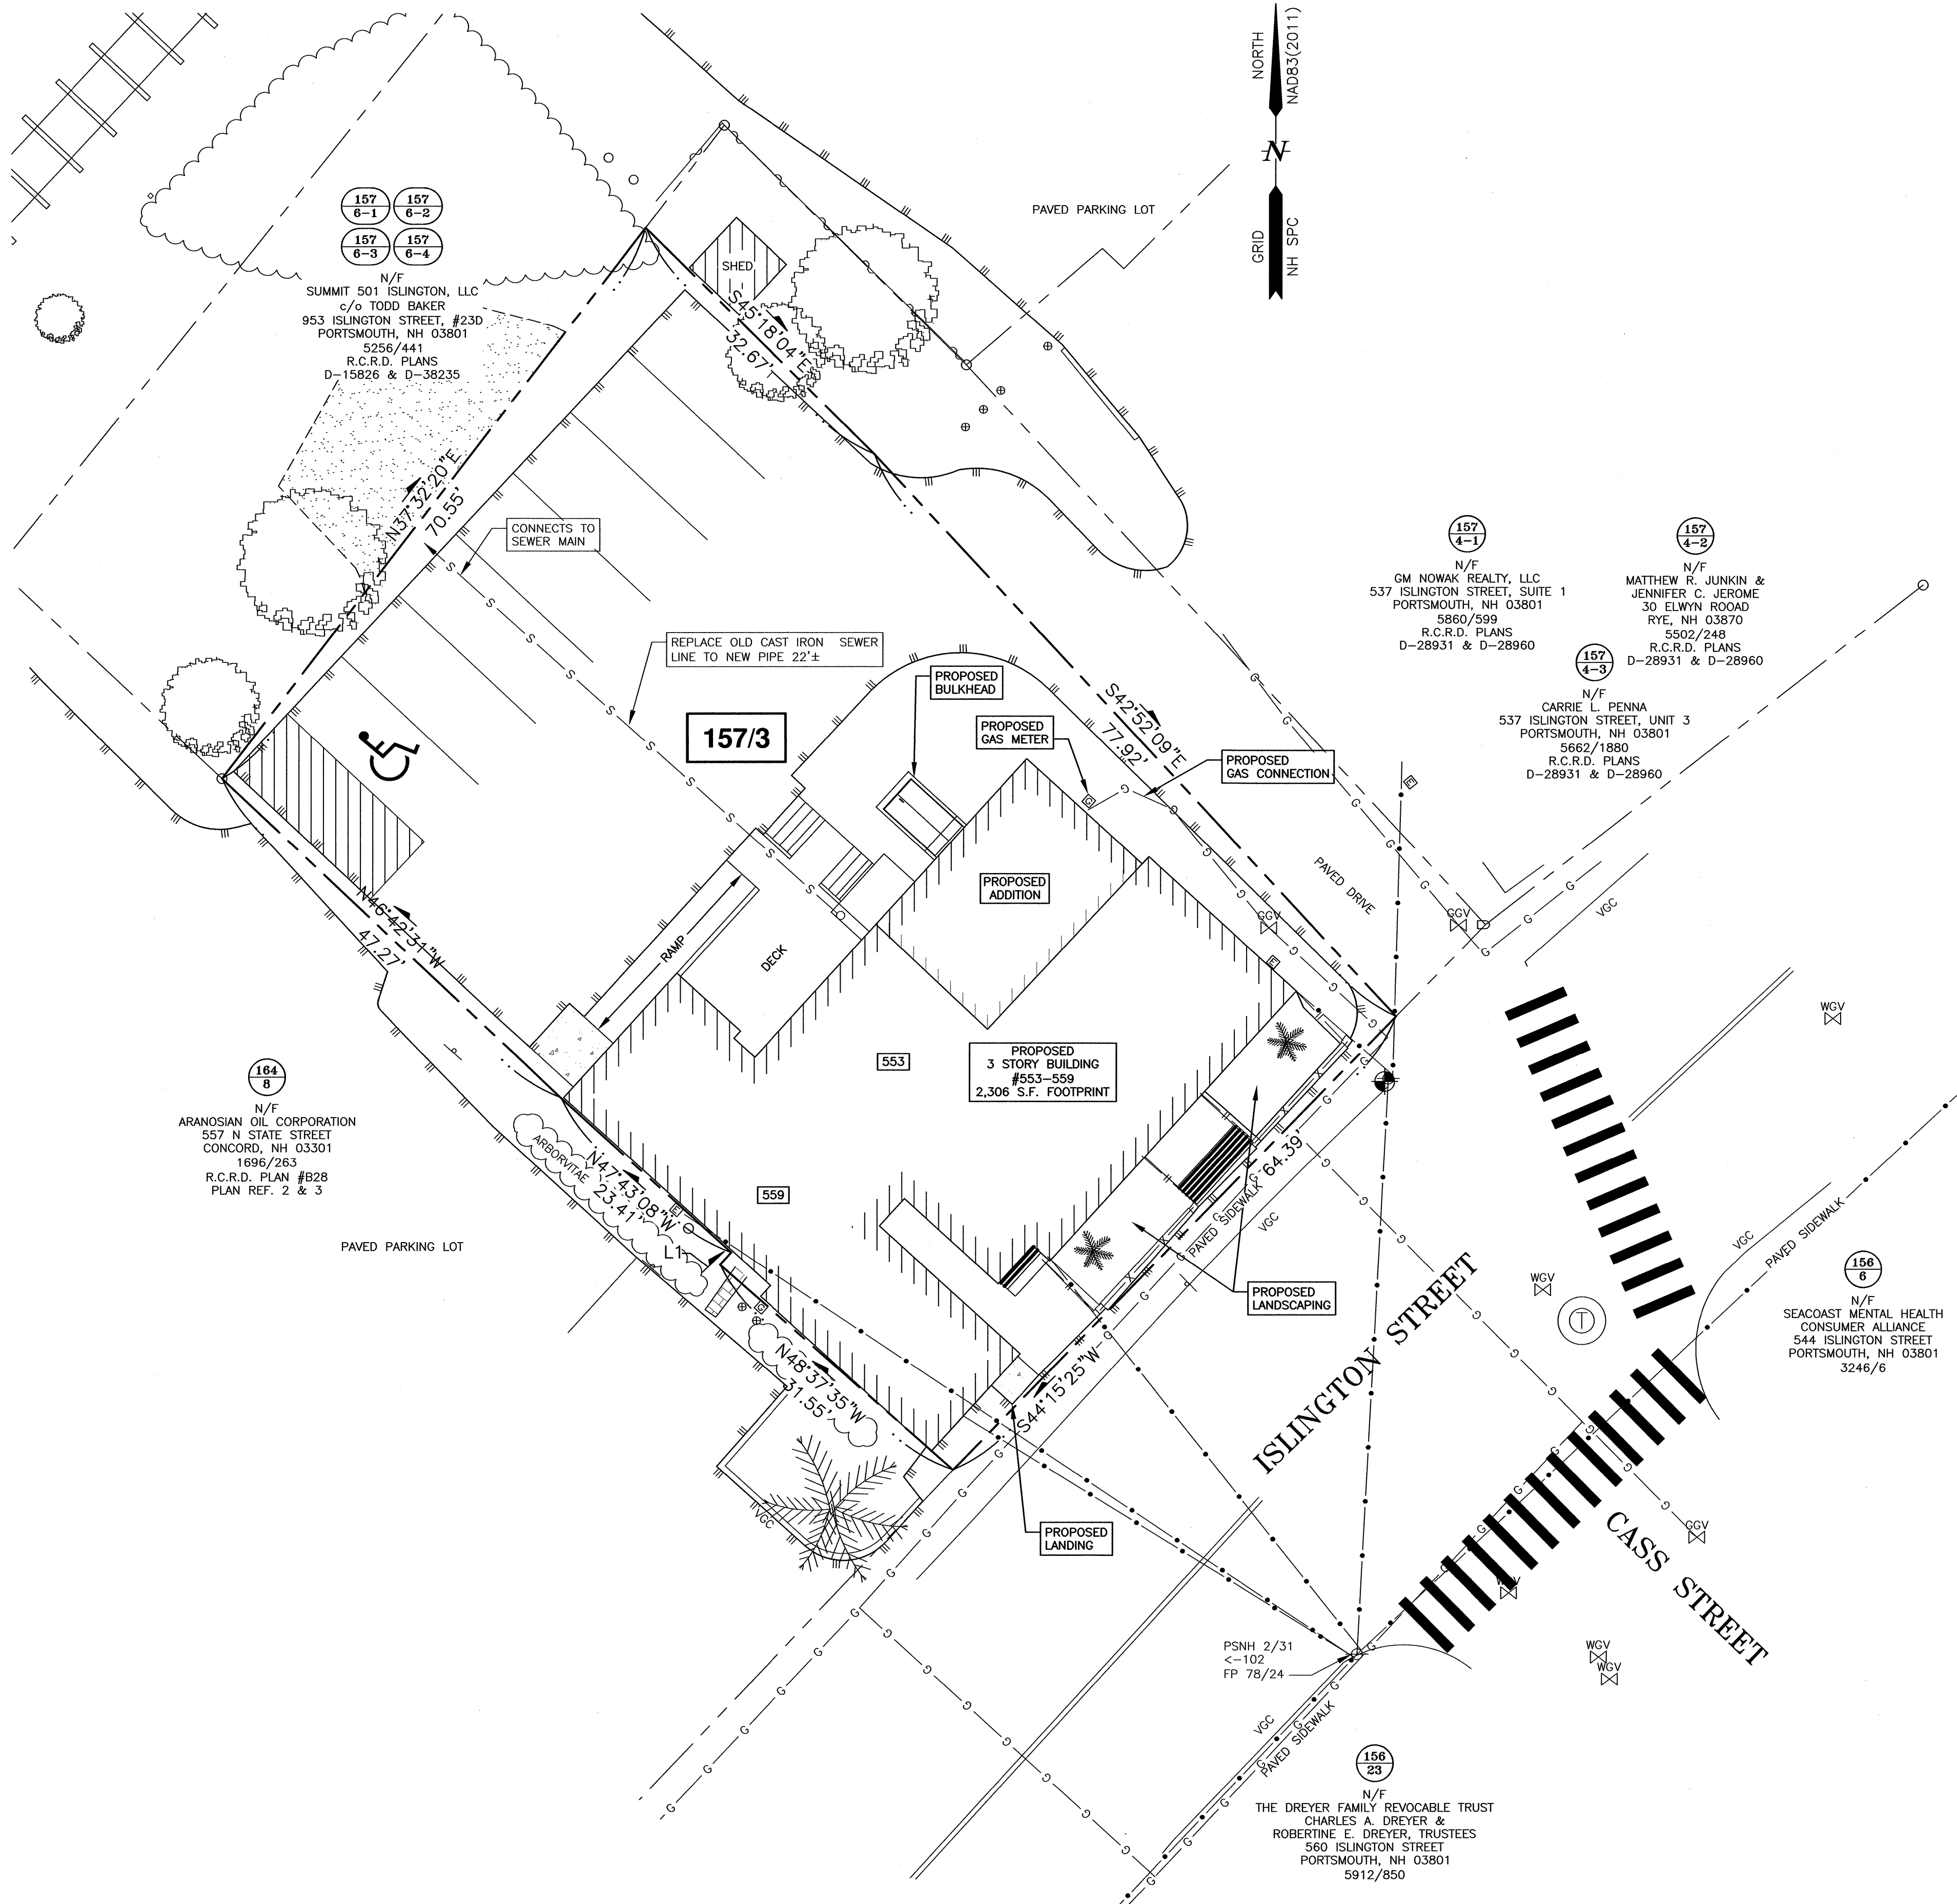 NORTH
NAD83(2011)
N
GRID
NH SPC
PAVED PARKING LOT
157
6-1
157
6-2
157
6-3
157
6-4
N/F
SUMMIT 501 ISLINGTON, LLC
c/o TODD BAKER
953 ISLINGTON STREET, #23D
PORTSMOUTH, NH 03801
5256/441
R.C.R.D. PLANS
D-15826 & D-38235
SHED
S45°18'04"E
32.67'
N37°32'20"E
70.55'
CONNECTS TO
SEWER MAIN
REPLACE OLD CAST IRON SEWER
LINE TO NEW PIPE 22'±
157/3
PROPOSED
BULKHEAD
PROPOSED
GAS METER
S42°52'09"E
77.92'
PROPOSED
GAS CONNECTION
157
4-1
N/F
GM NOWAK REALTY, LLC
537 ISLINGTON STREET, SUITE 1
PORTSMOUTH, NH 03801
5860/599
R.C.R.D. PLANS
D-28931 & D-28960
157
4-2
N/F
MATTHEW R. JUNKIN &
JENNIFER C. JEROME
30 ELWYN ROOAD
RYE, NH 03870
5502/248
R.C.R.D. PLANS
D-28931 & D-28960
157
4-3
N/F
CARRIE L. PENNA
537 ISLINGTON STREET, UNIT 3
PORTSMOUTH, NH 03801
5662/1880
R.C.R.D. PLANS
D-28931 & D-28960
PAVED DRIVE
GGV
GGV
VGC
WGV
PROPOSED
ADDITION
RAMP
DECK
N46°42'31"W
47.27'
553
PROPOSED
3 STORY BUILDING
#553-559
2,306 S.F. FOOTPRINT
164
8
N/F
ARANOSIAN OIL CORPORATION
557 N STATE STREET
CONCORD, NH 03301
1696/263
R.C.R.D. PLAN #B28
PLAN REF. 2 & 3
PAVED PARKING LOT
ARBORVITAE
N47°43'08"W
23.41'
L1
559
64.39'
PAVED SIDEWALK
VGC
PROPOSED
LANDSCAPING
S44°15'25"W
N48°37'35"W
31.55'
VGC
PROPOSED
LANDING
ISLINGTON STREET
WGV
T
VGC
PAVED SIDEWALK
156
6
N/F
SEACOAST MENTAL HEALTH
CONSUMER ALLIANCE
544 ISLINGTON STREET
PORTSMOUTH, NH 03801
3246/6
CASS STREET
GGV
WGV
WGV
PSNH 2/31
<-102
FP 78/24
VGC
PAVED SIDEWALK
156
23
N/F
THE DREYER FAMILY REVOCABLE TRUST
CHARLES A. DREYER &
ROBERTINE E. DREYER, TRUSTEES
560 ISLINGTON STREET
PORTSMOUTH, NH 03801
5912/850